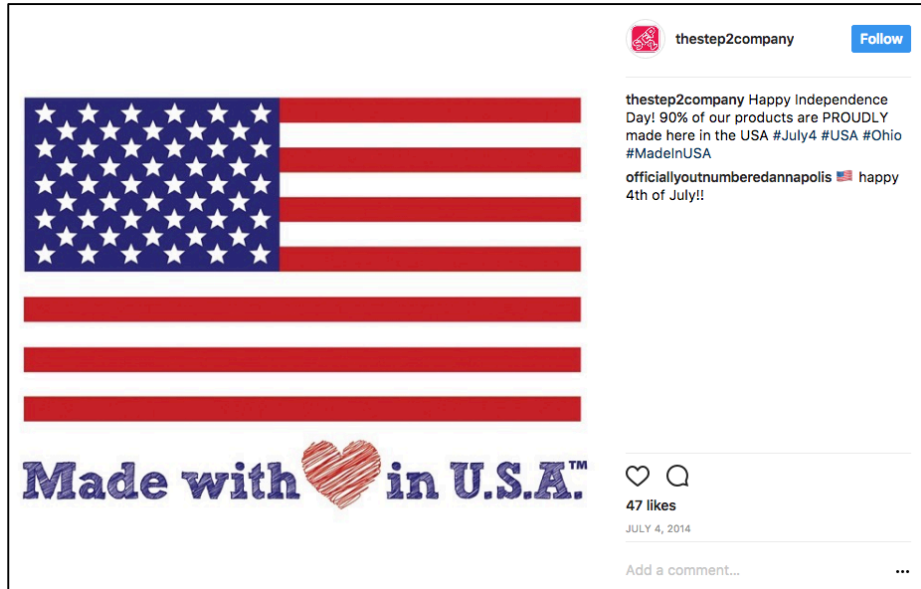 STEP2
thestep2company
Follow
thestep2company Happy Independence
Day! 90% of our products are PROUDLY
made here in the USA #July4 #USA #Ohio
#MadeInUSA
officiallyoutnumberedannapolis 🇺🇸 happy
4th of July!!
Made with in U.S.A.™
47 likes
JULY 4, 2014
Add a comment...